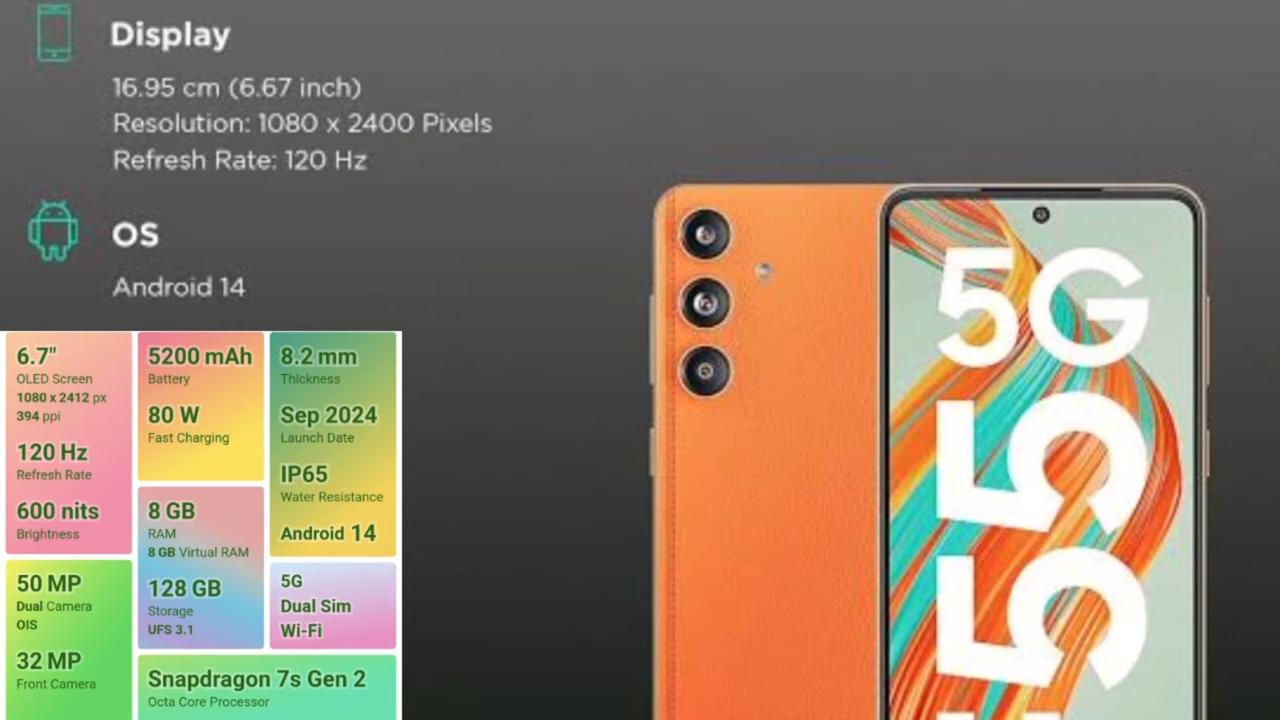 Display
16.95 cm (6.67 inch)
Resolution: 1080 x 2400 Pixels
Refresh Rate: 120 Hz
OS
Android 14
6.7"
OLED Screen
1080 x 2412 px
394 ppi
120 Hz
Refresh Rate
600 nits
Brightness
50 MP
Dual Camera
OIS
32 MP
Front Camera
5200 mAh
Battery
80 W
Fast Charging
8 GB
RAM
8 GB Virtual RAM
128 GB
Storage
UFS 3.1
8.2 mm
Thickness
Sep 2024
Launch Date
IP65
Water Resistance
Android 14
5G
Dual Sim
Wi-Fi
Snapdragon 7s Gen 2
Octa Core Processor
5G
55